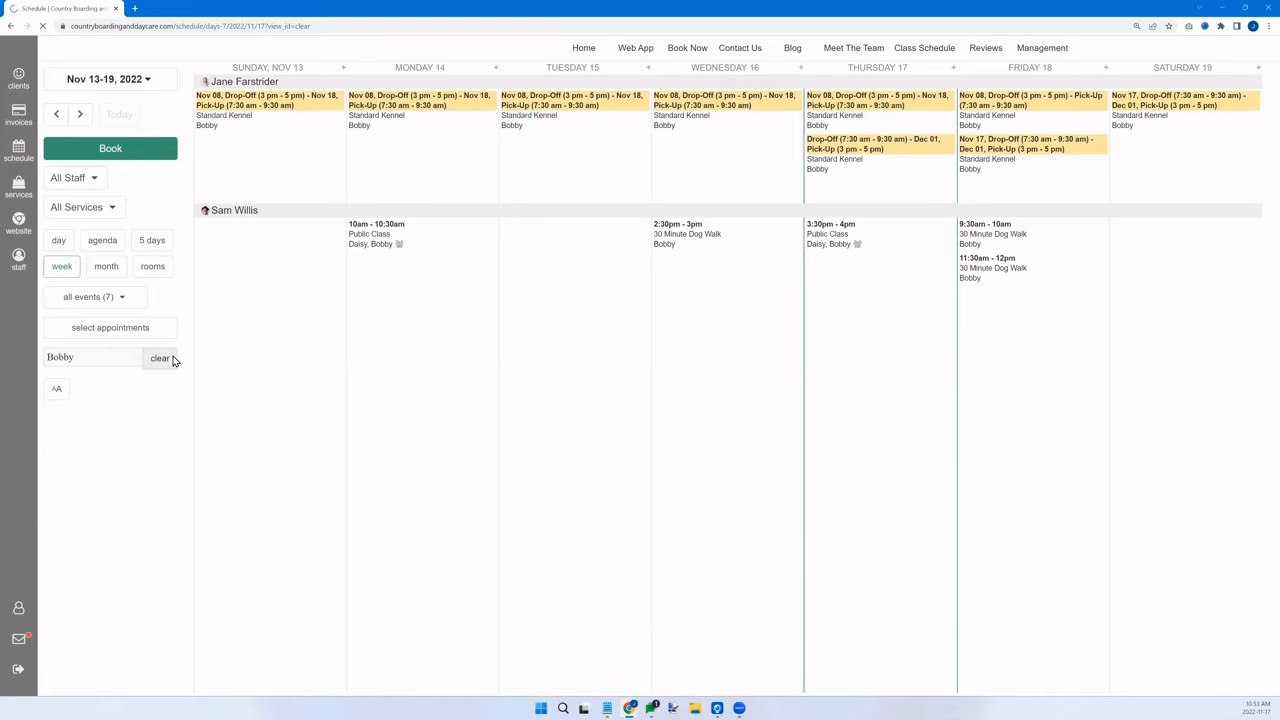 Schedule | Country Boarding and Dayc
countryboardinganddaycare.com/schedule/days-7/2022/11/17?view_id=clear
Home Web App Book Now Contact Us Blog Meet The Team Class Schedule Reviews Management
clients
invoices
schedule
services
website
staff
Nov 13-19, 2022
Today
Book
All Staff
All Services
day agenda 5 days
week month rooms
all events (7)
select appointments
Bobby clear
AA
SUNDAY, NOV 13 + MONDAY 14 + TUESDAY 15 + WEDNESDAY 16 + THURSDAY 17 + FRIDAY 18 + SATURDAY 19 +
Jane Farstrider
Nov 08, Drop-Off (3 pm - 5 pm) - Nov 18,
Pick-Up (7:30 am - 9:30 am)
Standard Kennel
Bobby
Nov 08, Drop-Off (3 pm - 5 pm) - Nov 18,
Pick-Up (7:30 am - 9:30 am)
Standard Kennel
Bobby
Nov 08, Drop-Off (3 pm - 5 pm) - Nov 18,
Pick-Up (7:30 am - 9:30 am)
Standard Kennel
Bobby
Nov 08, Drop-Off (3 pm - 5 pm) - Nov 18,
Pick-Up (7:30 am - 9:30 am)
Standard Kennel
Bobby
Nov 08, Drop-Off (3 pm - 5 pm) - Nov 18,
Pick-Up (7:30 am - 9:30 am)
Standard Kennel
Bobby
Drop-Off (7:30 am - 9:30 am) - Dec 01,
Pick-Up (3 pm - 5 pm)
Standard Kennel
Bobby
Nov 08, Drop-Off (3 pm - 5 pm) - Pick-Up
(7:30 am - 9:30 am)
Standard Kennel
Bobby
Nov 17, Drop-Off (7:30 am - 9:30 am) -
Dec 01, Pick-Up (3 pm - 5 pm)
Standard Kennel
Bobby
Nov 17, Drop-Off (7:30 am - 9:30 am) -
Dec 01, Pick-Up (3 pm - 5 pm)
Standard Kennel
Bobby
Sam Willis
10am - 10:30am
Public Class
Daisy, Bobby
2:30pm - 3pm
30 Minute Dog Walk
Bobby
3:30pm - 4pm
Public Class
Daisy, Bobby
9:30am - 10am
30 Minute Dog Walk
Bobby
11:30am - 12pm
30 Minute Dog Walk
Bobby
10:53 AM
2022-11-17